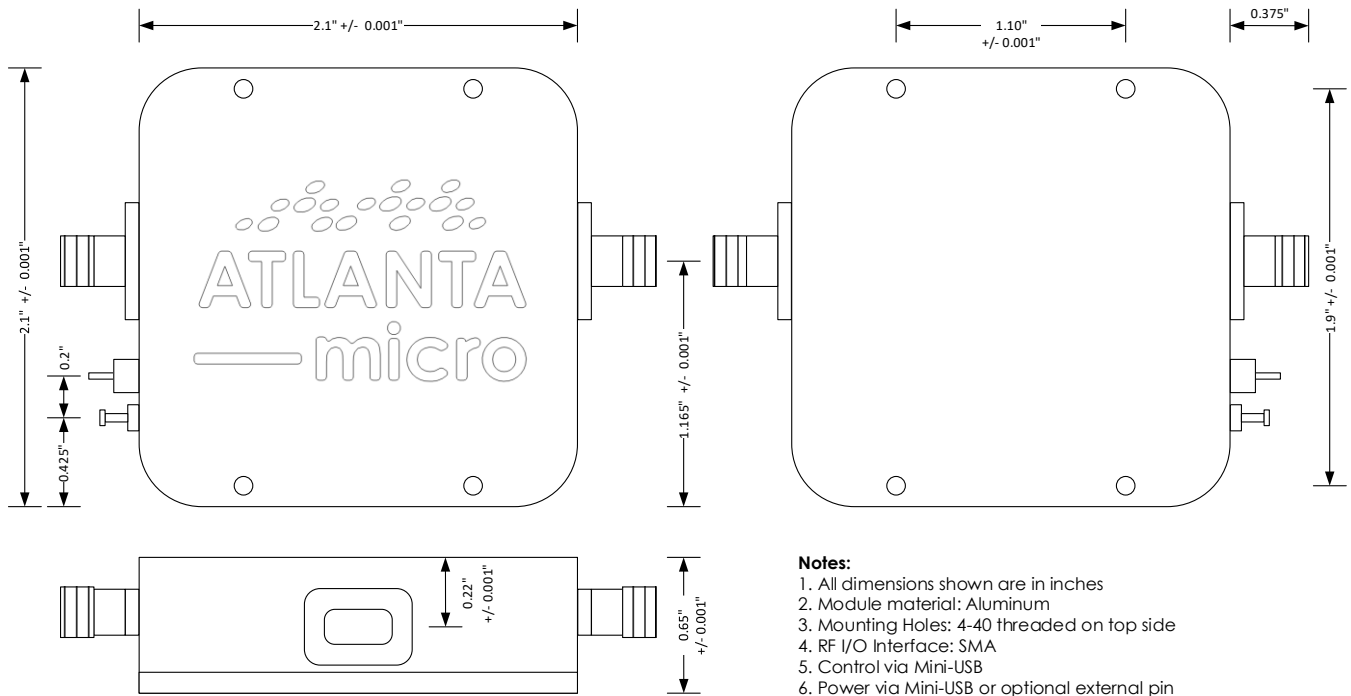 2.1" +/- 0.001"
1.10"
+/- 0.001"
0.375"
2.1" +/- 0.001"
ATLANTA
micro
0.2"
0.425"
1.165" +/- 0.001"
1.9" +/- 0.001"
0.22"
+/- 0.001"
0.65"
+/- 0.001"
Notes:
1. All dimensions shown are in inches
2. Module material: Aluminum
3. Mounting Holes: 4-40 threaded on top side
4. RF I/O Interface: SMA
5. Control via Mini-USB
6. Power via Mini-USB or optional external pin